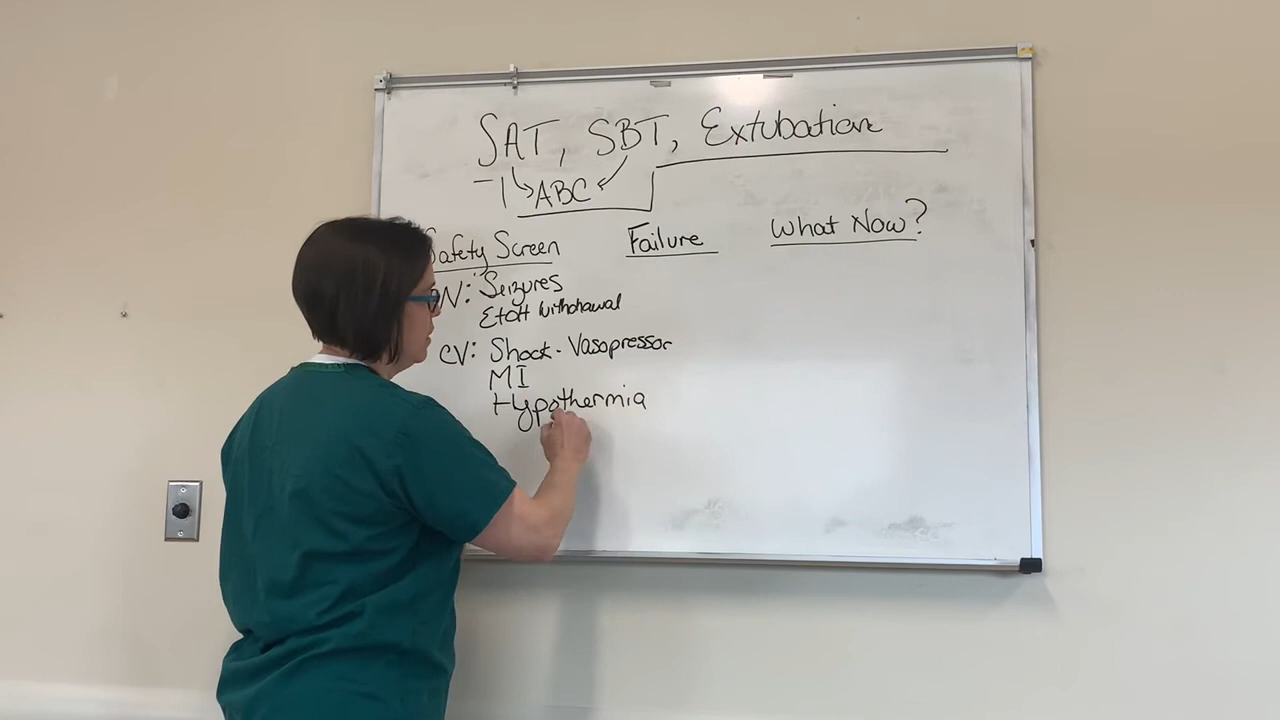 SAT, SBT, Extubation
ABC
Safety Screen Failure What Now?
N: Seizures
EtOH Withdrawal
CV: Shock - Vasopressor
MI
Hypothermia